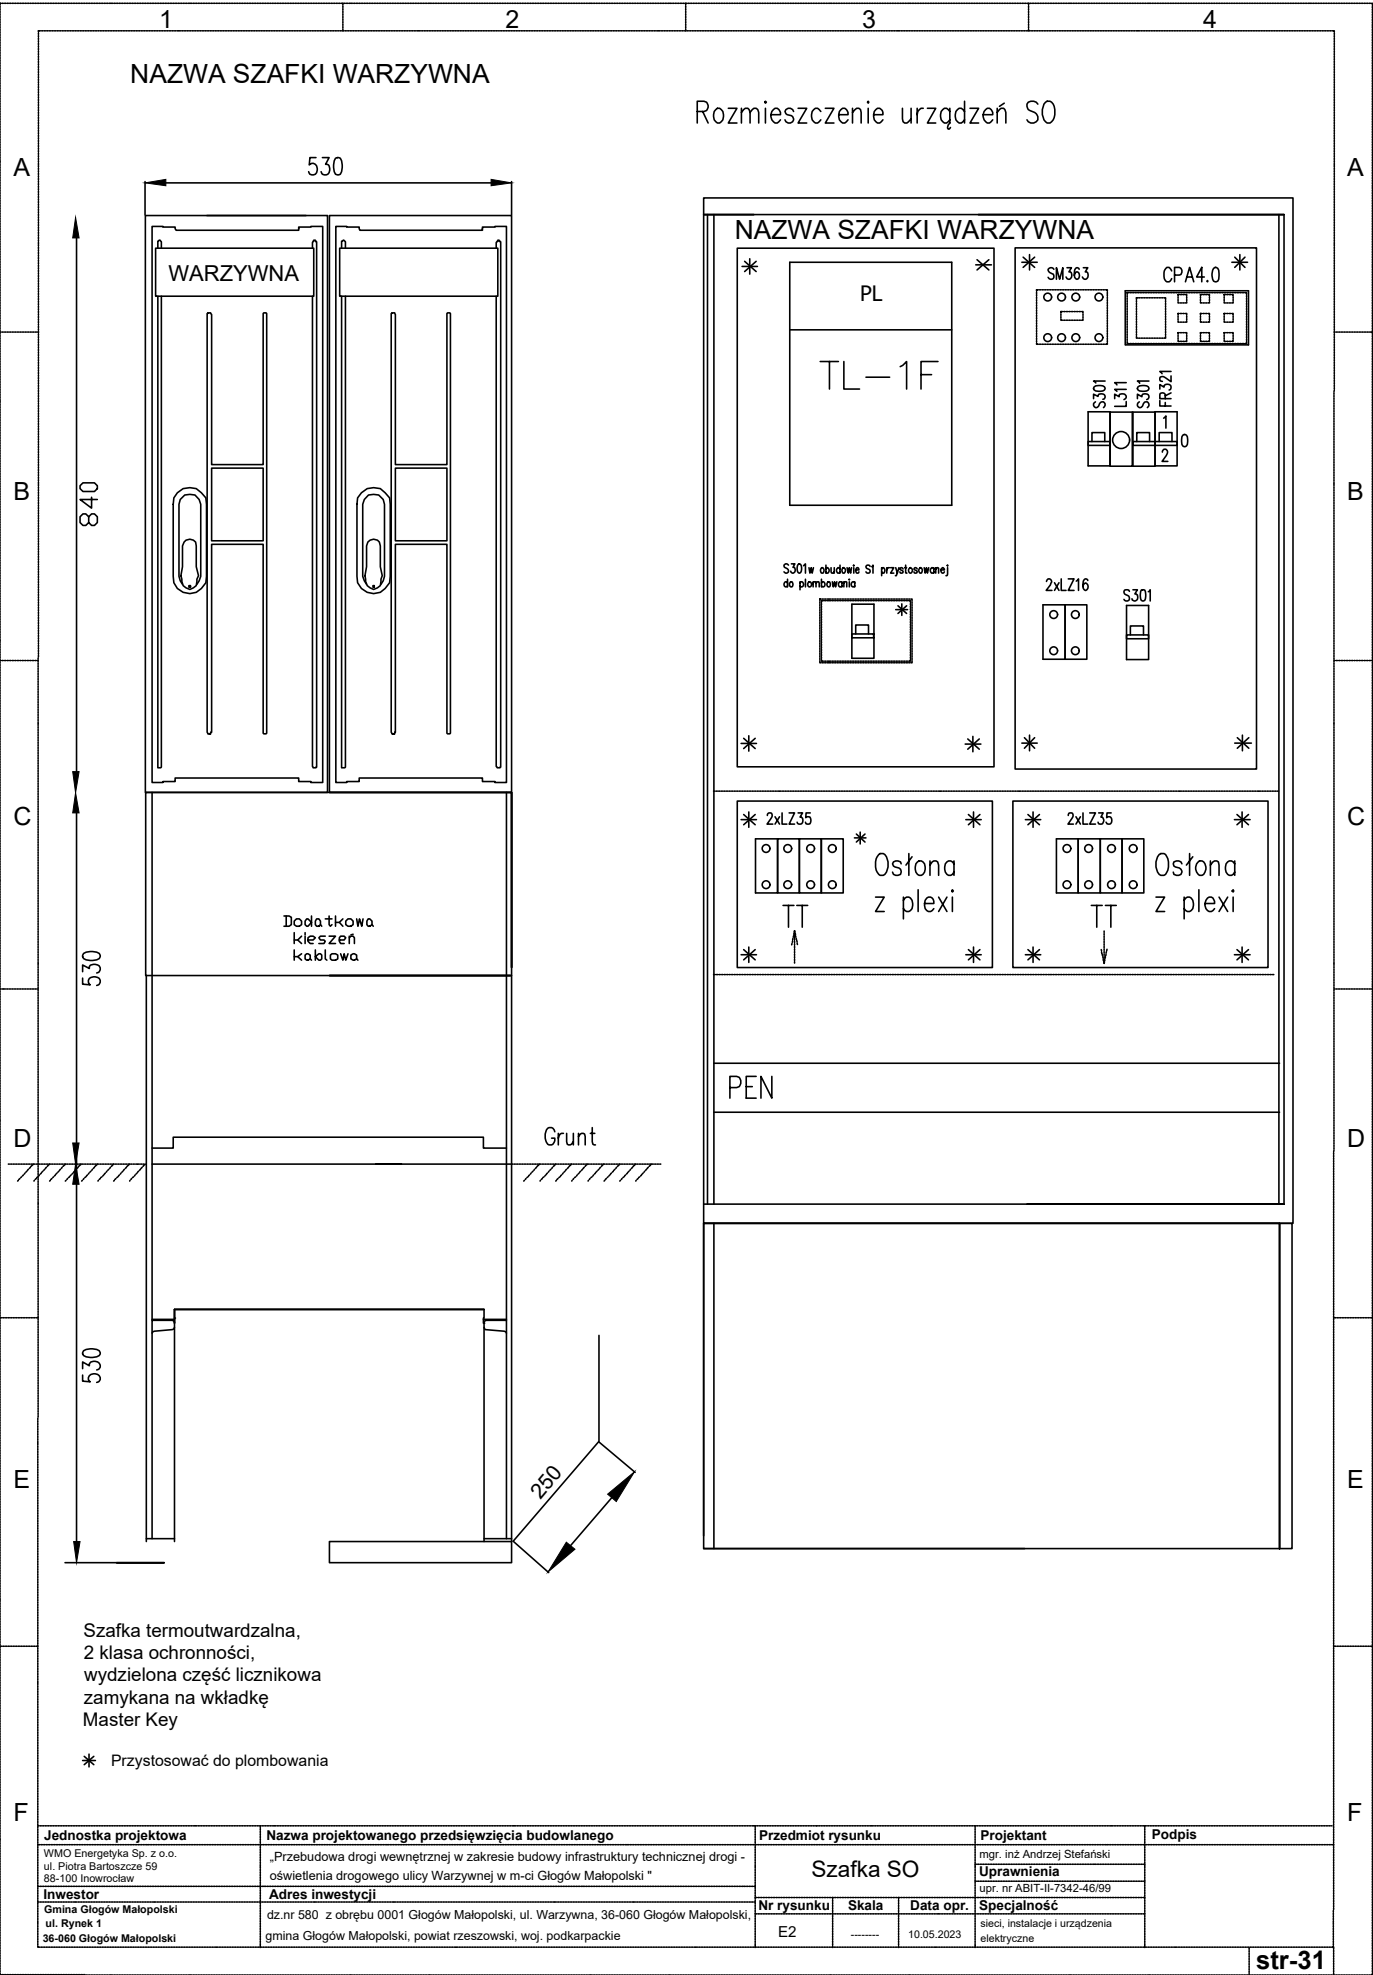 1
2
3
4
NAZWA SZAFKI WARZYWNA
Rozmieszczenie urządzeń SO
A
A
530
NAZWA SZAFKI WARZYWNA
WARZYWNA
PL
TL-1F
SM363
CPA4.0
S301
L311
S301
FR321
1
0
2
B
B
840
S301w obudowie S1 przystosowanej
do plombowania
2xLZ16
S301
C
C
2xLZ35
Osłona
z plexi
TT
2xLZ35
Osłona
z plexi
TT
Dodatkowa
kieszeń
kablowa
530
PEN
D
D
Grunt
530
250
E
E
Szafka termoutwardzalna,
2 klasa ochronności,
wydzielona część licznikowa
zamykana na wkładkę
Master Key
* Przystosować do plombowania
F
F
Jednostka projektowa
WMO Energetyka Sp. z o.o.
ul. Piotra Bartoszcze 59
88-100 Inowrocław
Inwestor
Gmina Głogów Małopolski
ul. Rynek 1
36-060 Głogów Małopolski
Nazwa projektowanego przedsięwzięcia budowlanego
„Przebudowa drogi wewnętrznej w zakresie budowy infrastruktury technicznej drogi -
oświetlenia drogowego ulicy Warzywnej w m-ci Głogów Małopolski "
Adres inwestycji
dz.nr 580 z obrębu 0001 Głogów Małopolski, ul. Warzywna, 36-060 Głogów Małopolski,
gmina Głogów Małopolski, powiat rzeszowski, woj. podkarpackie
Przedmiot rysunku
Szafka SO
Nr rysunku
Skala
Data opr.
E2
--------
10.05.2023
Projektant
mgr. inż Andrzej Stefański
Uprawnienia
upr. nr ABIT-II-7342-46/99
Specjalność
sieci, instalacje i urządzenia
elektryczne
Podpis
str-31